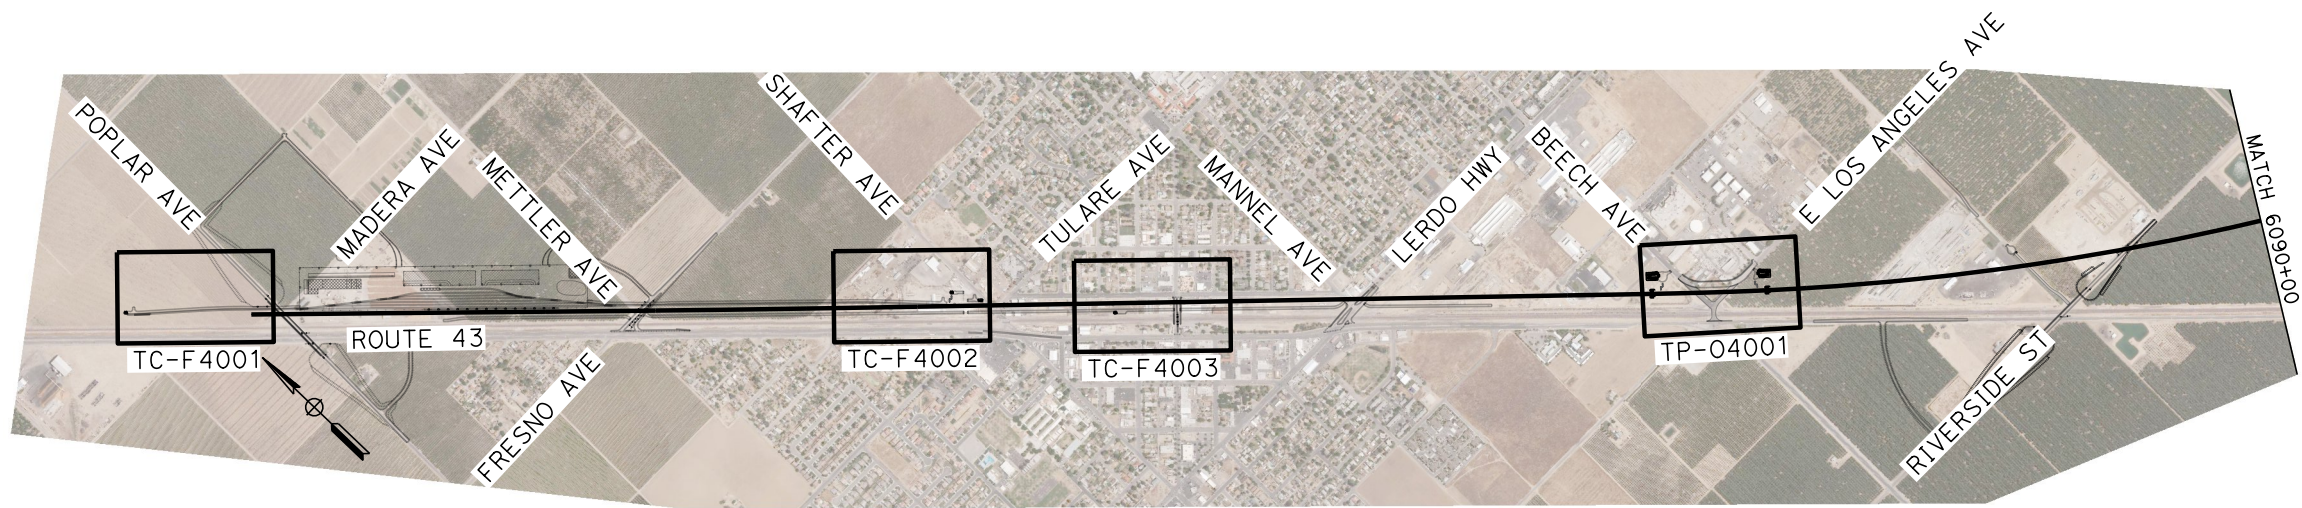 POPLAR AVE
MADERA AVE
METTLER AVE
SHAFTER AVE
TULARE AVE
MANNEL AVE
LERDO HWY
BEECH AVE
E LOS ANGELES AVE
MATCH 6090+00
ROUTE 43
TC-F4001
FRESNO AVE
TC-F4002
TC-F4003
TP-04001
RIVERSIDE ST